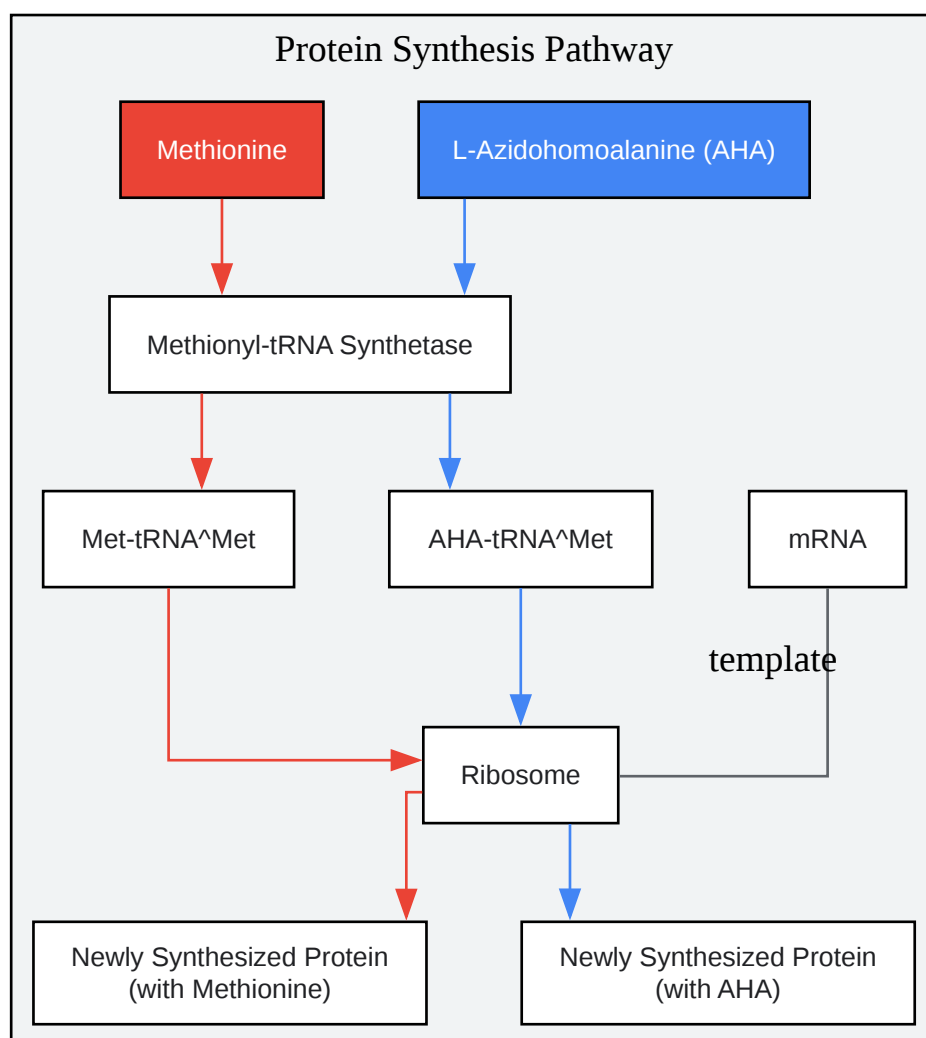 Protein Synthesis Pathway
Methionine
L-Azidohomoalanine (AHA)
Methionyl-tRNA Synthetase
Met-tRNA^Met
AHA-tRNA^Met
mRNA
template
Ribosome
Newly Synthesized Protein
(with Methionine)
Newly Synthesized Protein
(with AHA)